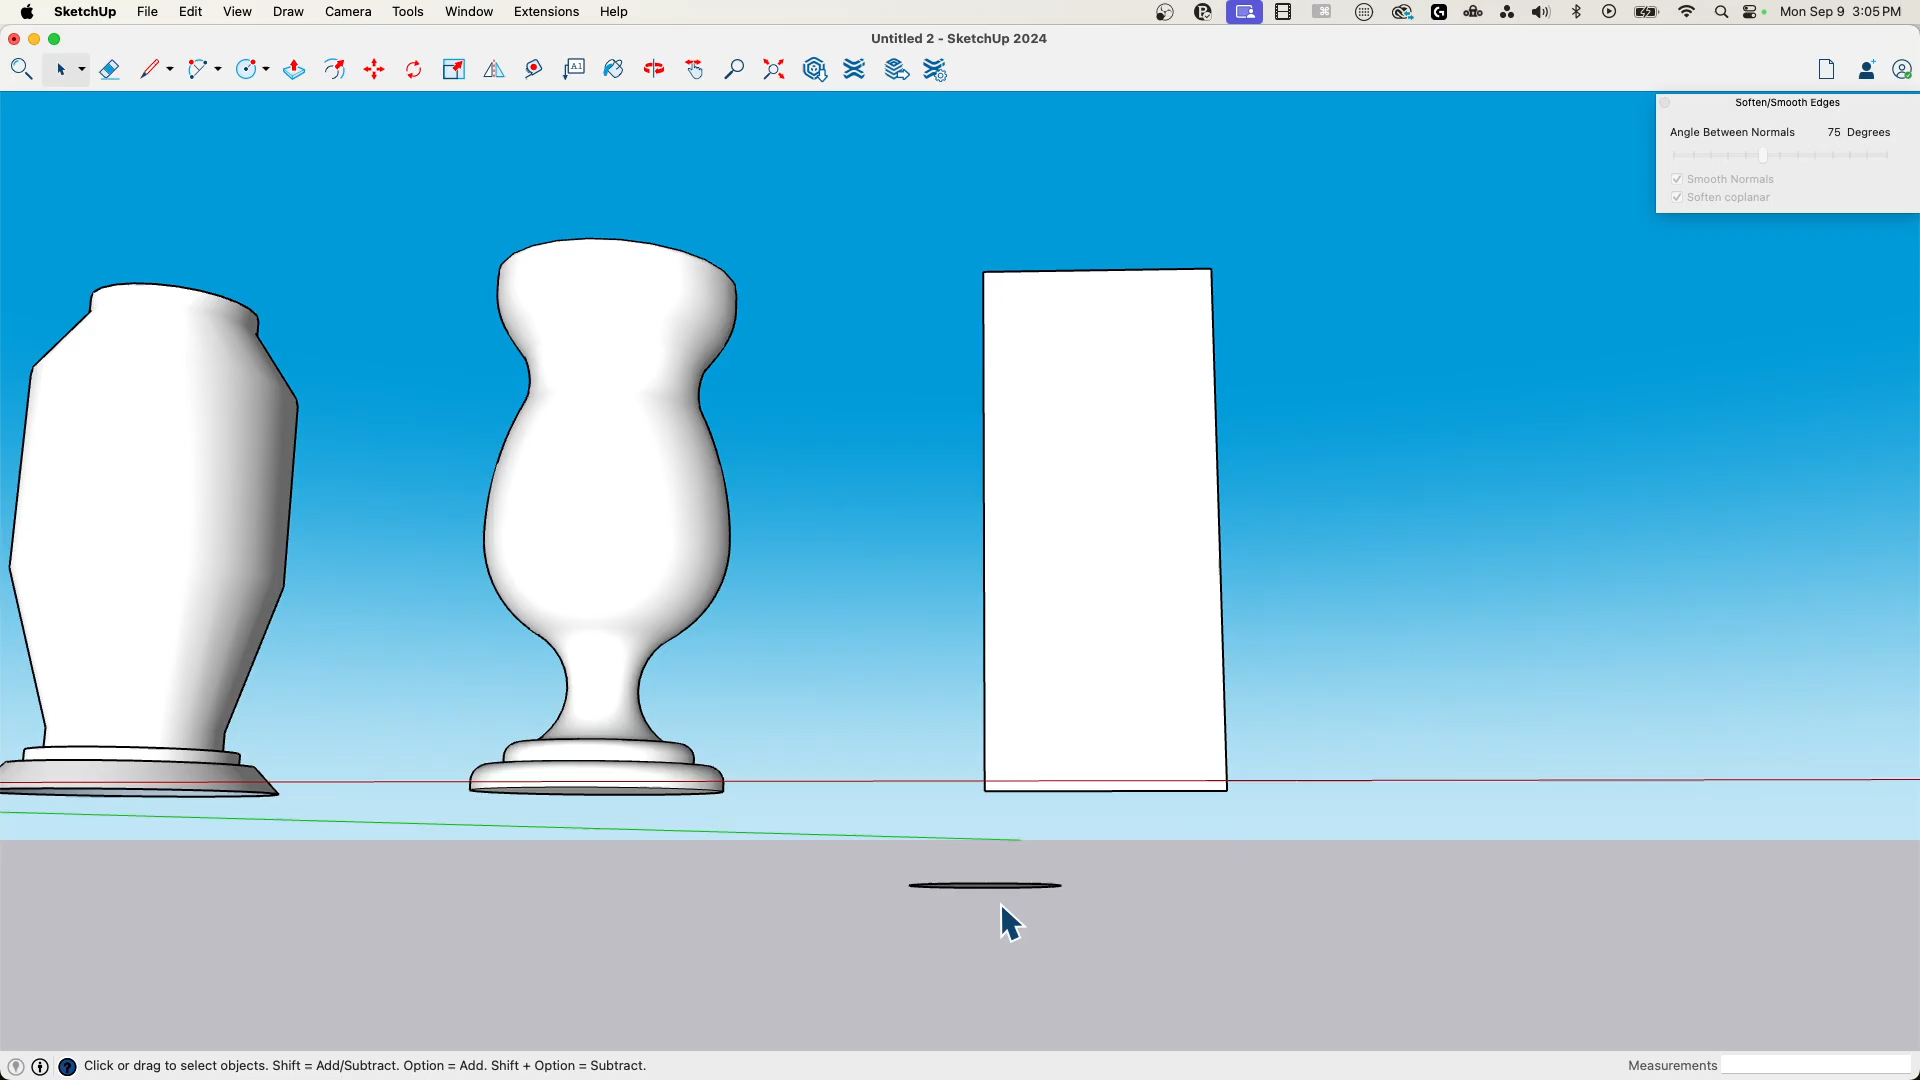 SketchUp File Edit View Draw Camera Tools Window Extensions Help Mon Sep 9 3:05 PM
Untitled 2 - SketchUp 2024
A1
Soften/Smooth Edges
Angle Between Normals 75 Degrees
Smooth Normals
Soften coplanar
Click or drag to select objects. Shift = Add/Subtract. Option = Add. Shift + Option = Subtract. Measurements